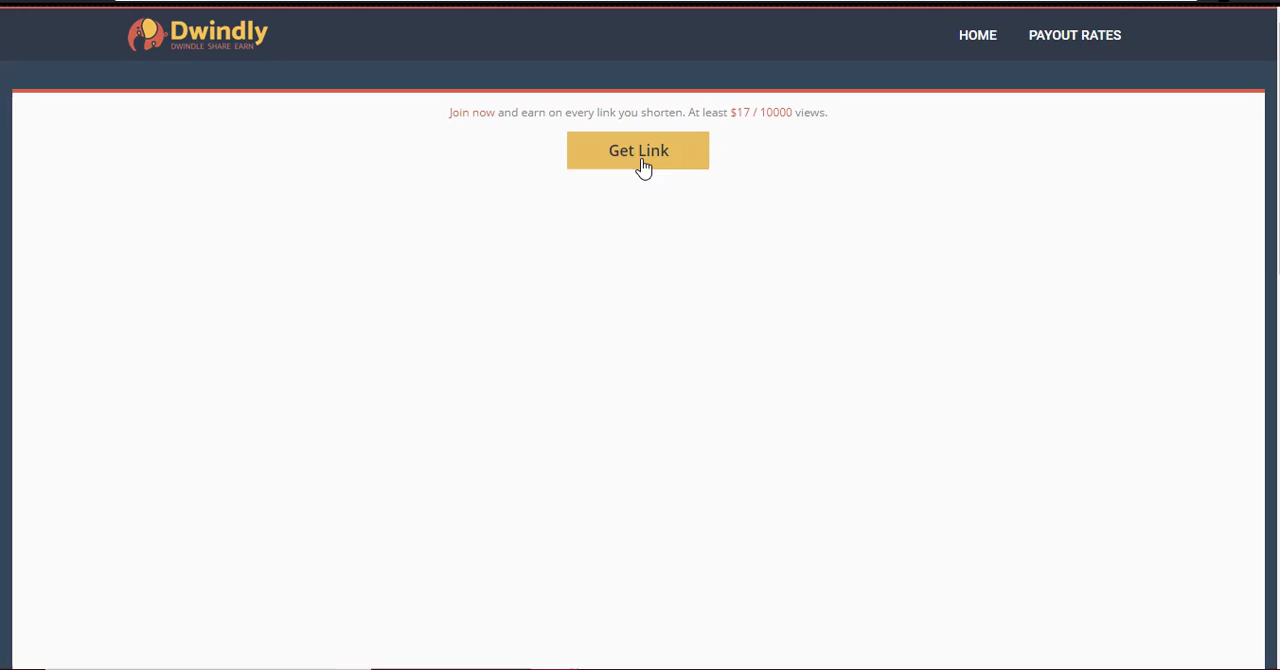 Dwindly
DWINDLE SHARE EARN
HOME
PAYOUT RATES
Join now and earn on every link you shorten. At least $17 / 10000 views.
Get Link